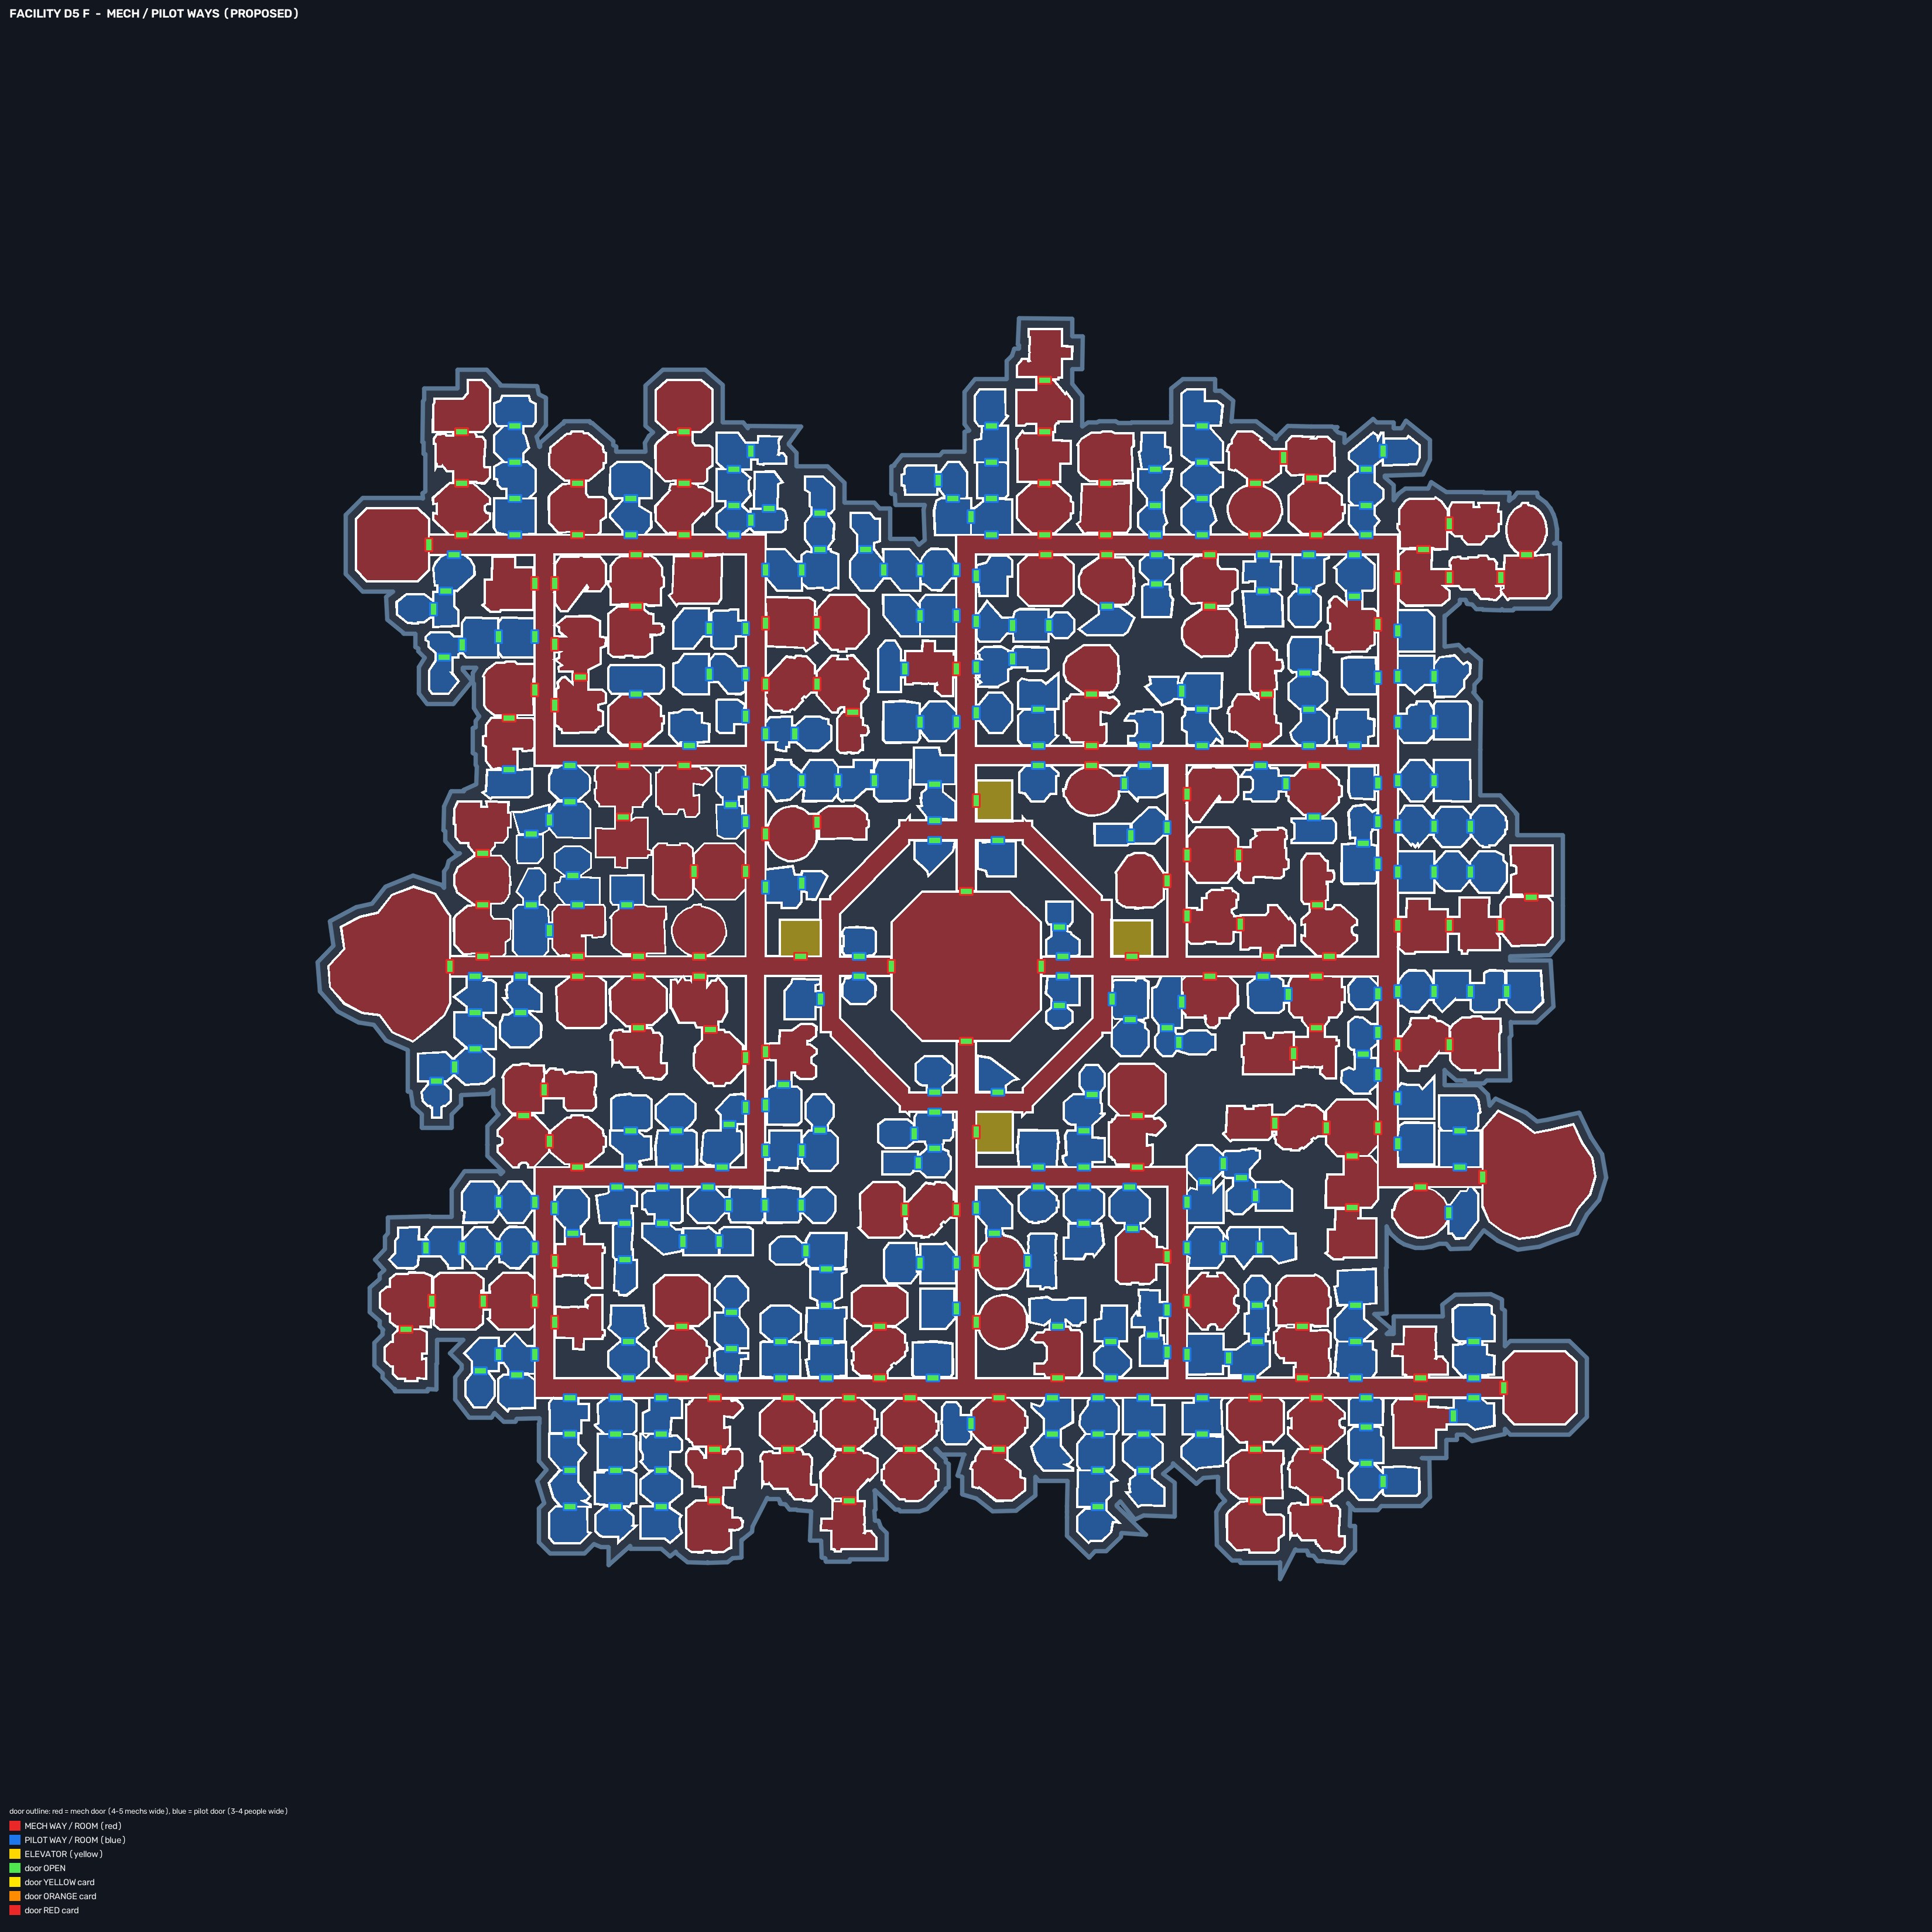 FACILITY D5 F - MECH / PILOT WAYS (PROPOSED)
door outline: red = mech door (4-5 mechs wide), blue = pilot door (3-4 people wide)
MECH WAY / ROOM (red)
PILOT WAY / ROOM (blue)
ELEVATOR (yellow)
door OPEN
door YELLOW card
door ORANGE card
door RED card